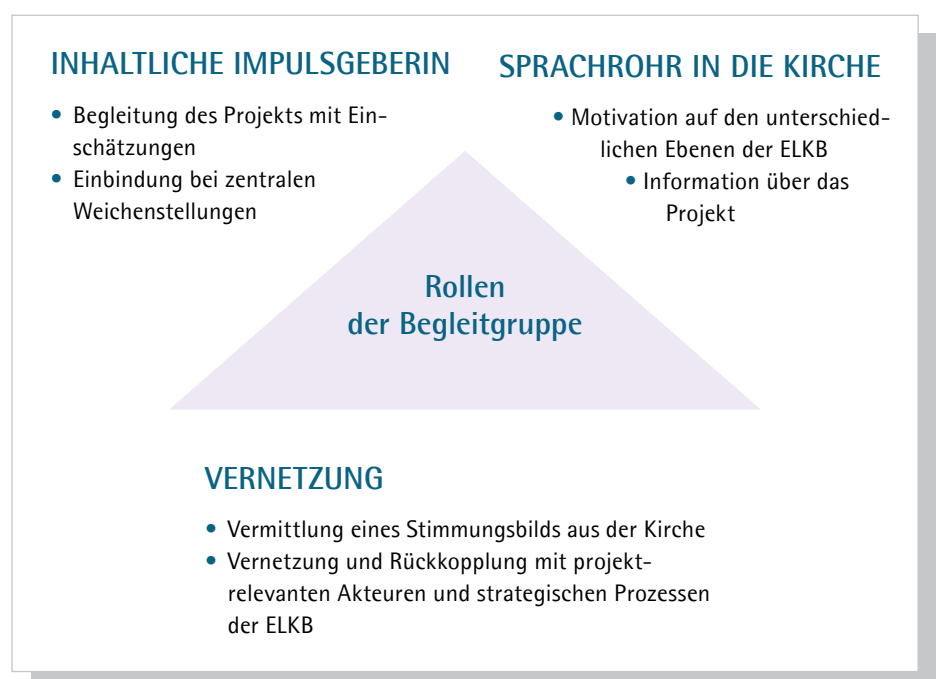 INHALTLICHE IMPULSGEBERIN
• Begleitung des Projekts mit Ein-
schätzungen
• Einbindung bei zentralen
Weichenstellungen
SPRACHROHR IN DIE KIRCHE
• Motivation auf den unterschied-
lichen Ebenen der ELKB
• Information über das
Projekt
Rollen
der Begleitgruppe
VERNETZUNG
• Vermittlung eines Stimmungsbilds aus der Kirche
• Vernetzung und Rückkopplung mit projekt-
relevanten Akteuren und strategischen Prozessen
der ELKB